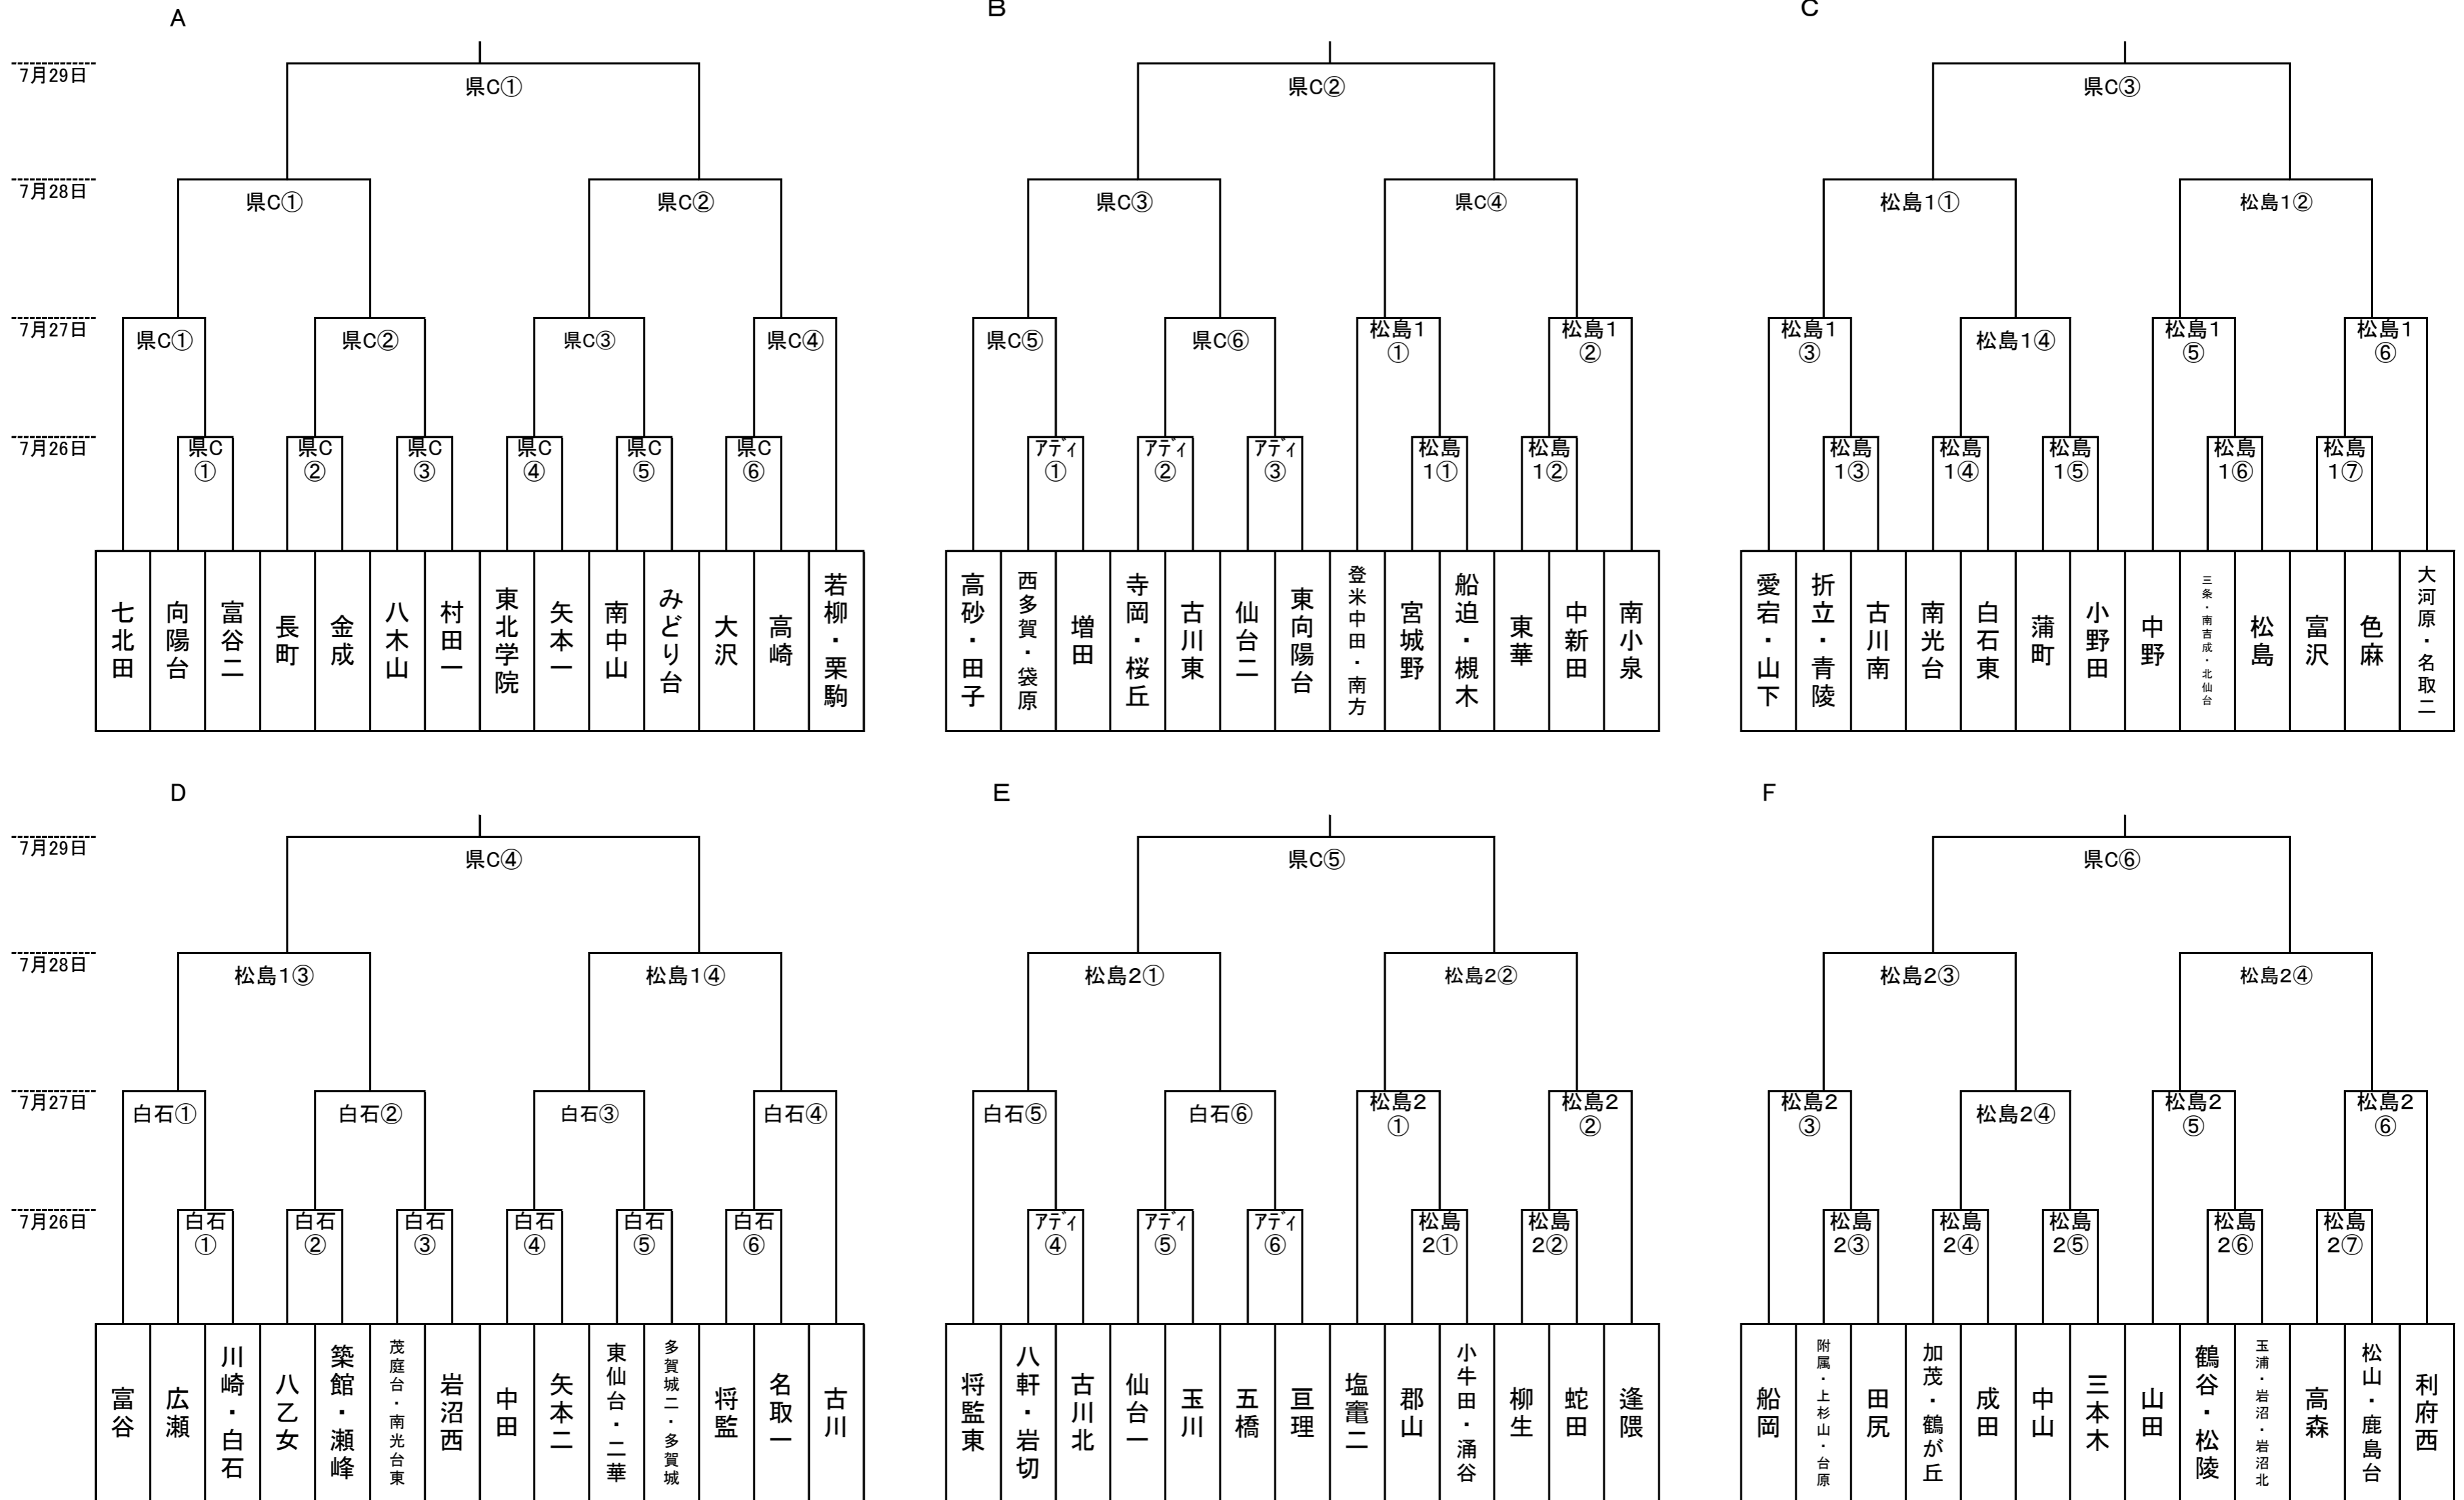 A
B
C
7月29日
県C①
県C②
県C③
7月28日
県C①
県C②
県C③
県C④
松島1①
松島1②
7月27日
県C①
県C②
県C③
県C④
県C⑤
県C⑥
松島1
①
松島1
②
松島1
③
松島1④
松島1
⑤
松島1
⑥
7月26日
県C
①
県C
②
県C
③
県C
④
県C
⑤
県C
⑥
アディ
①
アディ
②
アディ
③
松島
1①
松島
1②
松島
1③
松島
1④
松島
1⑤
松島
1⑥
松島
1⑦
七北田
向陽台
富谷二
長町
金成
八木山
村田一
東北学院
矢本一
南中山
みどり台
大沢
高崎
若柳・栗駒
高砂・田子
西多賀・袋原
増田
寺岡・桜丘
古川東
仙台二
東向陽台
登米中田・南方
宮城野
船迫・槻木
東華
中新田
南小泉
愛宕・山下
折立・青陵
古川南
南光台
白石東
蒲町
小野田
中野
三条・南吉成・北仙台
松島
富沢
色麻
大河原・名取二
D
E
F
7月29日
県C④
県C⑤
県C⑥
7月28日
松島1③
松島1④
松島2①
松島2②
松島2③
松島2④
7月27日
白石①
白石②
白石③
白石④
白石⑤
白石⑥
松島2
①
松島2
②
松島2
③
松島2④
松島2
⑤
松島2
⑥
7月26日
白石
①
白石
②
白石
③
白石
④
白石
⑤
白石
⑥
アディ
④
アディ
⑤
アディ
⑥
松島
2①
松島
2②
松島
2③
松島
2④
松島
2⑤
松島
2⑥
松島
2⑦
富谷
広瀬
川崎・白石
八乙女
築館・瀬峰
茂庭台・南光台東
岩沼西
中田
矢本二
東仙台・二華
多賀城二・多賀城
将監
名取一
古川
将監東
八軒・岩切
古川北
仙台一
玉川
五橋
亘理
塩竈二
郡山
小牛田・涌谷
柳生
蛇田
逢隈
船岡
附属・上杉山・台原
田尻
加茂・鶴が丘
成田
中山
三本木
山田
鶴谷・松陵
玉浦・岩沼・岩沼北
高森
松山・鹿島台
利府西